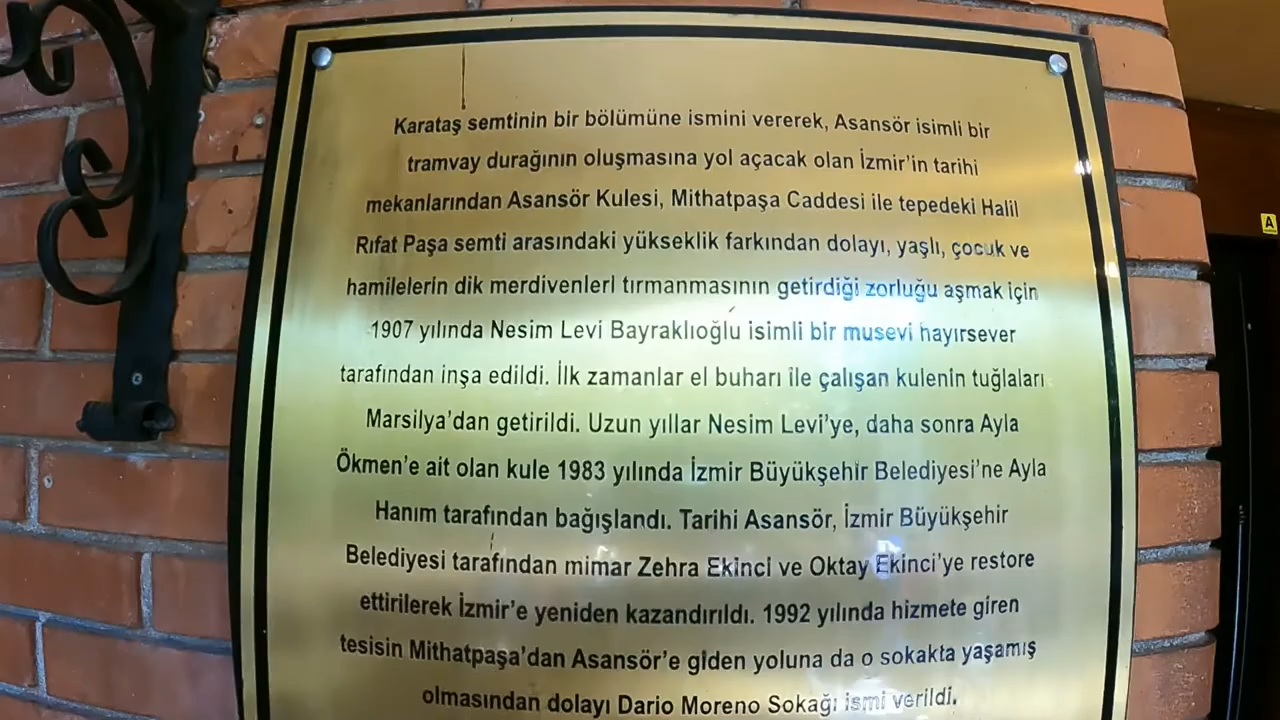 Karataş semtinin bir bölümüne ismini vererek, Asansör isimli bir
tramvay durağının oluşmasına yol açacak olan İzmir'in tarihi
mekanlarından Asansör Kulesi, Mithatpaşa Caddesi ile tepedeki Halil
Rıfat Paşa semti arasındaki yükseklik farkından dolayı, yaşlı, çocuk ve
hamilelerin dik merdivenlerI tırmanmasının getirdiği zorluğu aşmak için
1907 yılında Nesim Levi Bayraklıoğlu isimli bir musevi hayırsever
tarafından inşa edildi. İlk zamanlar el buharı ile çalışan kulenin tuğlaları
Marsilya'dan getirildi. Uzun yıllar Nesim Levi'ye, daha sonra Ayla
Ökmen'e ait olan kule 1983 yılında İzmir Büyükşehir Belediyesi'ne Ayla
Hanım tarafından bağışlandı. Tarihi Asansör, İzmir Büyükşehir
Belediyesi tarafından mimar Zehra Ekinci ve Oktay Ekinci'ye restore
ettirilerek İzmir'e yeniden kazandırıldı. 1992 yılında hizmete giren
tesisin Mithatpaşa'dan Asansör'e giden yoluna da o sokakta yaşamış
olmasından dolayı Dario Moreno Sokağı ismi verildi.
A